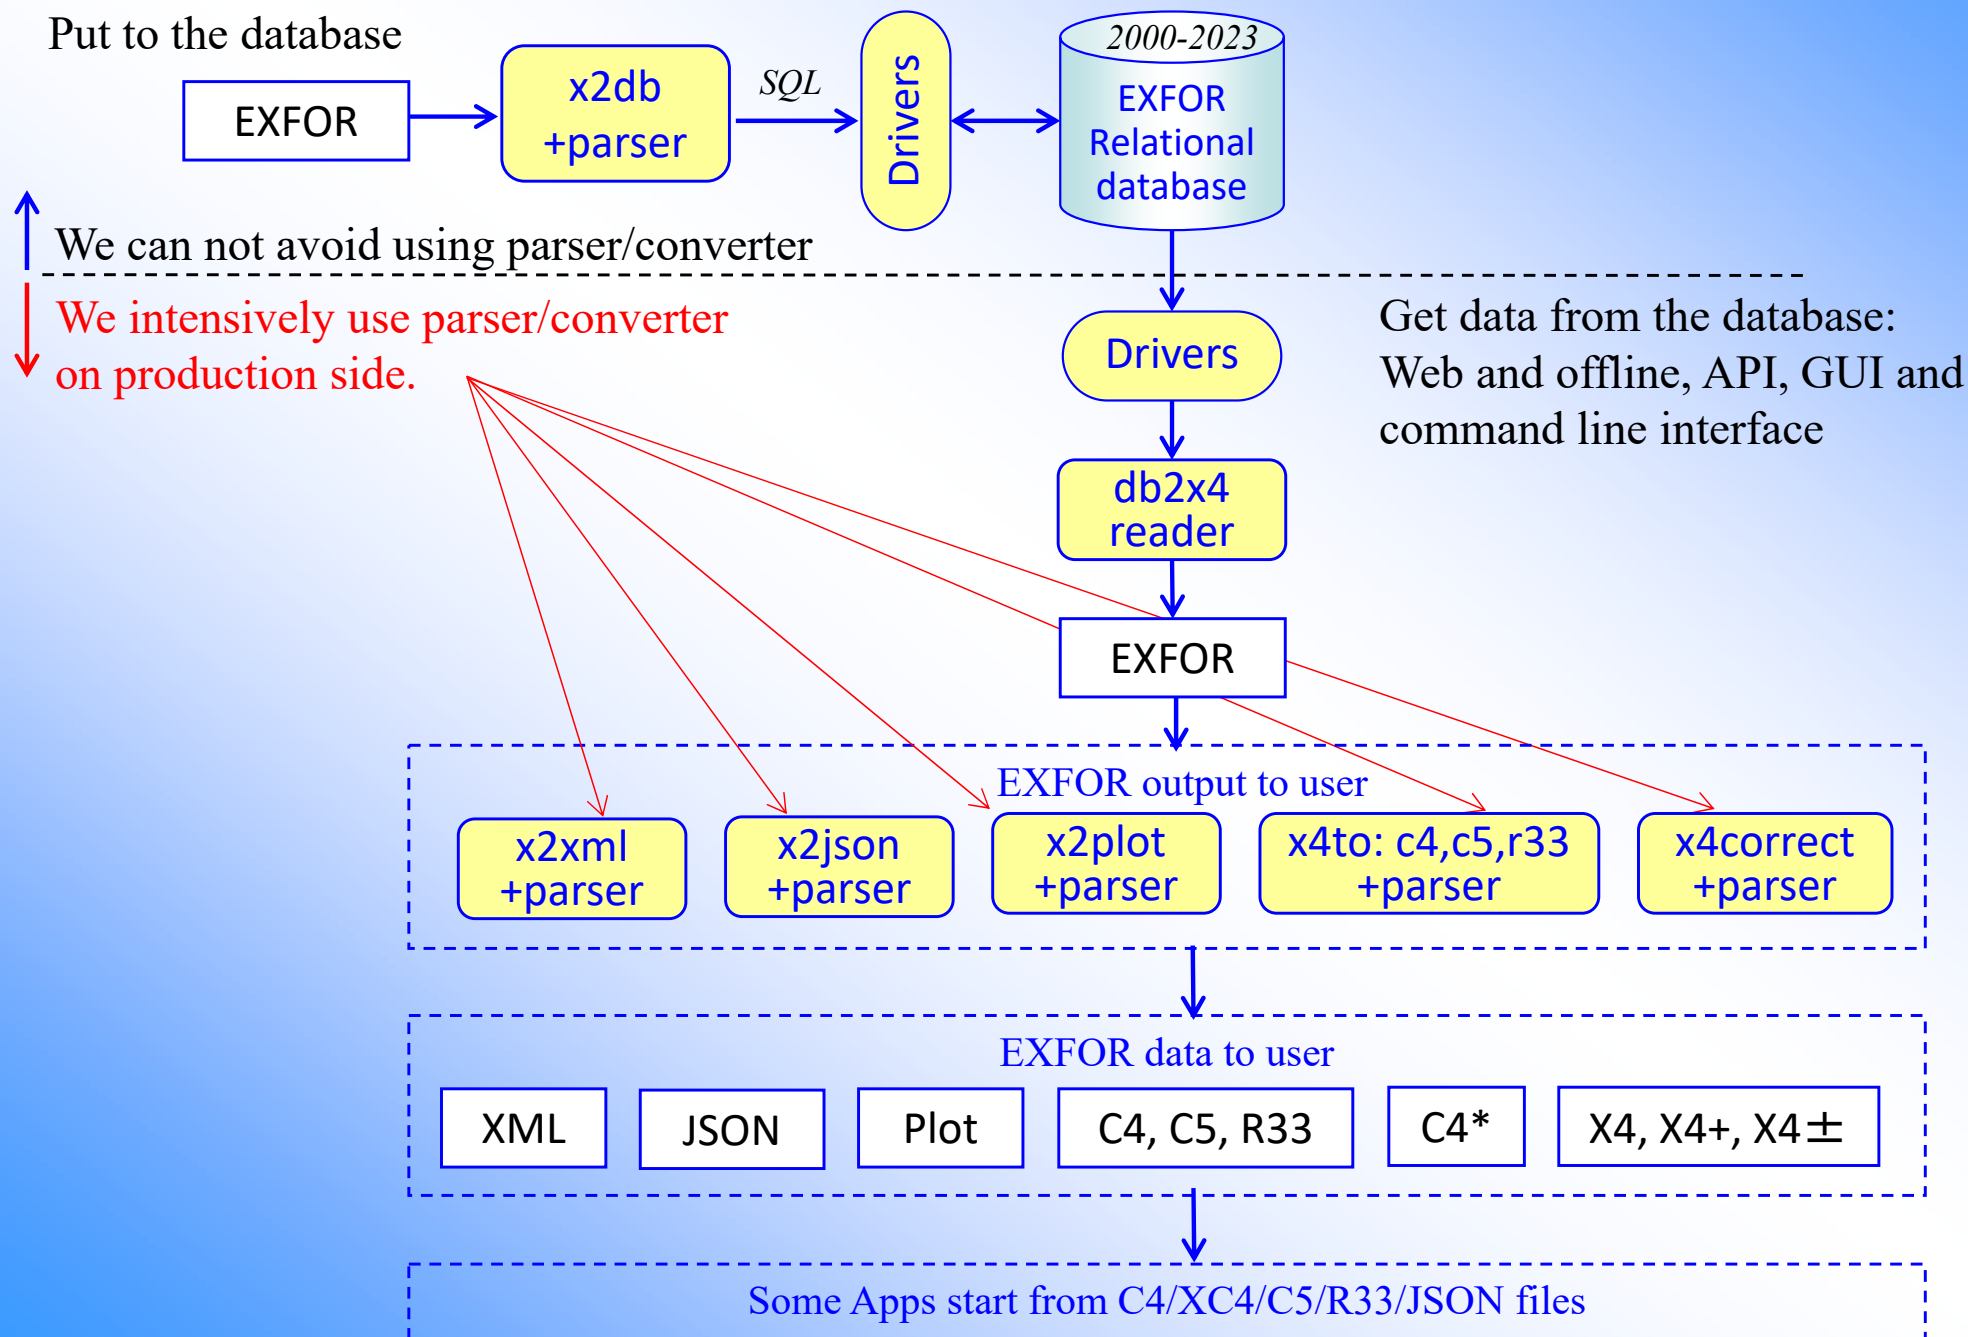 Put to the database
EXFOR
x2db
+parser
SQL
Drivers
2000-2023
EXFOR
Relational
database
We can not avoid using parser/converter
We intensively use parser/converter
on production side.
Get data from the database:
Web and offline, API, GUI and
command line interface
Drivers
db2x4
reader
EXFOR
EXFOR output to user
x2xml
+parser
x2json
+parser
x2plot
+parser
x4to: c4,c5,r33
+parser
x4correct
+parser
EXFOR data to user
XML
JSON
Plot
C4, C5, R33
C4*
X4, X4+, X4±
Some Apps start from C4/XC4/C5/R33/JSON files